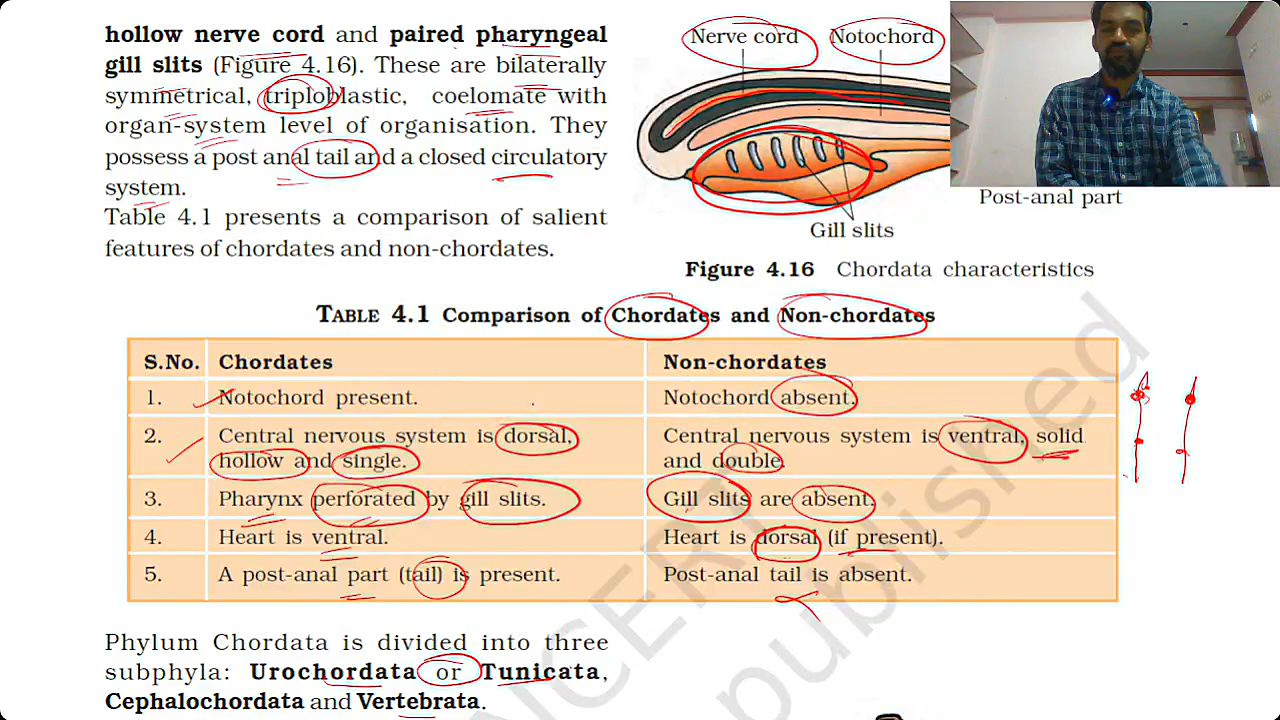 hollow nerve cord and paired pharyngeal
gill slits (Figure 4.16). These are bilaterally
symmetrical, triploblastic, coelomate with
organ-system level of organisation. They
possess a post anal tail and a closed circulatory
system.
Table 4.1 presents a comparison of salient
features of chordates and non-chordates.
Nerve cord Notochord
Post-anal part
Gill slits
Figure 4.16 Chordata characteristics
TABLE 4.1 Comparison of Chordates and Non-chordates
S.No. Chordates Non-chordates
1. Notochord present. Notochord absent.
2. Central nervous system is dorsal, Central nervous system is ventral, solid
hollow and single. and double.
3. Pharynx perforated by gill slits. Gill slits are absent.
4. Heart is ventral. Heart is dorsal (if present).
5. A post-anal part (tail) is present. Post-anal tail is absent.
Phylum Chordata is divided into three
subphyla: Urochordata or Tunicata,
Cephalochordata and Vertebrata.
NCERT
published